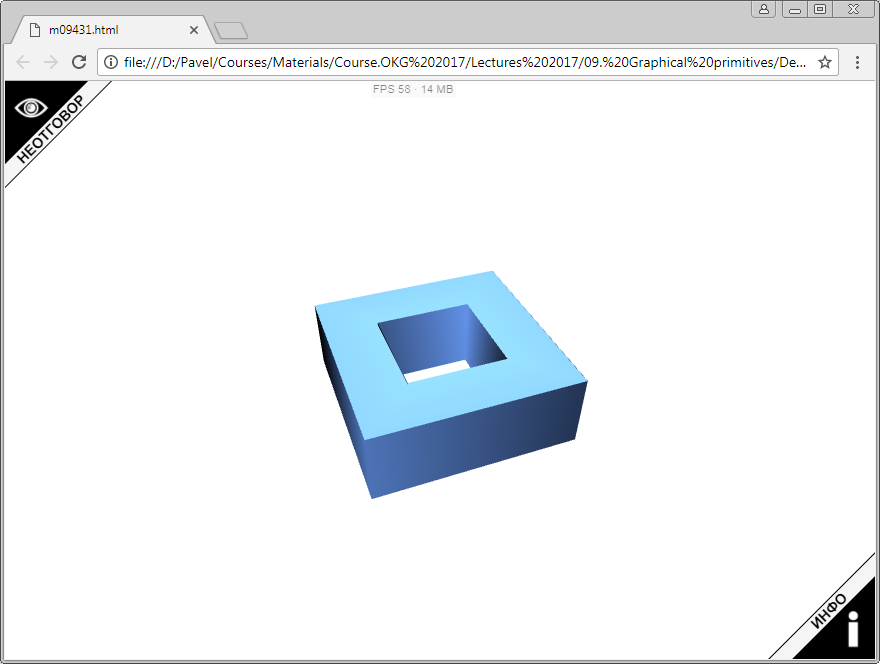 m09431.html
file:///D:/Pavel/Courses/Materials/Course.OKG%202017/Lectures%202017/09.%20Graphical%20primitives/De...
FPS 58 · 14 MB
НЕОТГОВОР
ИНФО
i